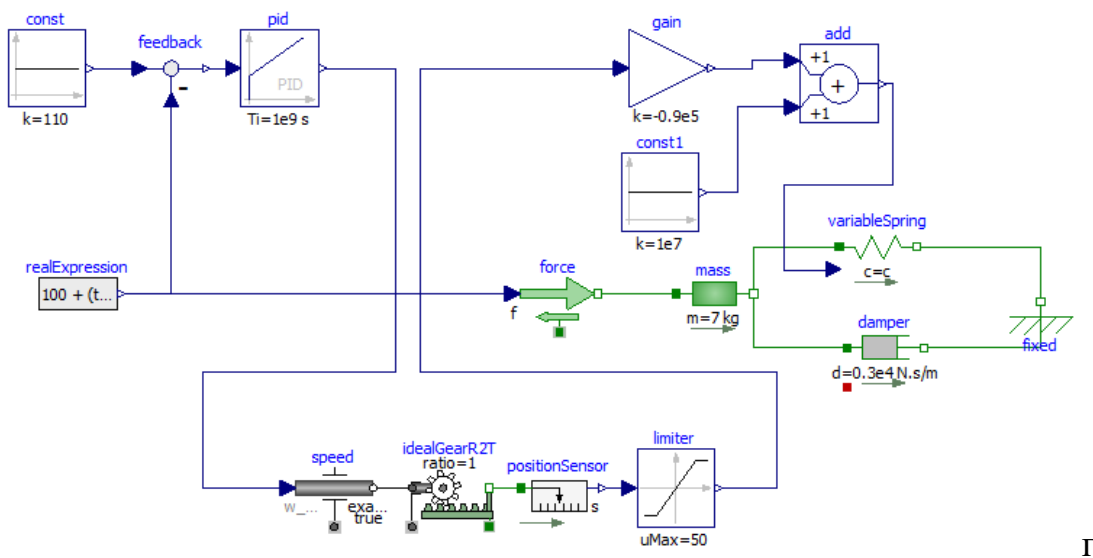 const
k=110
feedback
-
pid
PID
Ti=1e9 s
gain
k=-0.9e5
add
+1
+
+1
const1
k=1e7
realExpression
100 + (t...
force
f
mass
m=7 kg
variableSpring
c=c
damper
d=0.3e4 N.s/m
fixed
speed
w_...
exa...
true
idealGearR2T
ratio=1
positionSensor
s
limiter
uMax=50